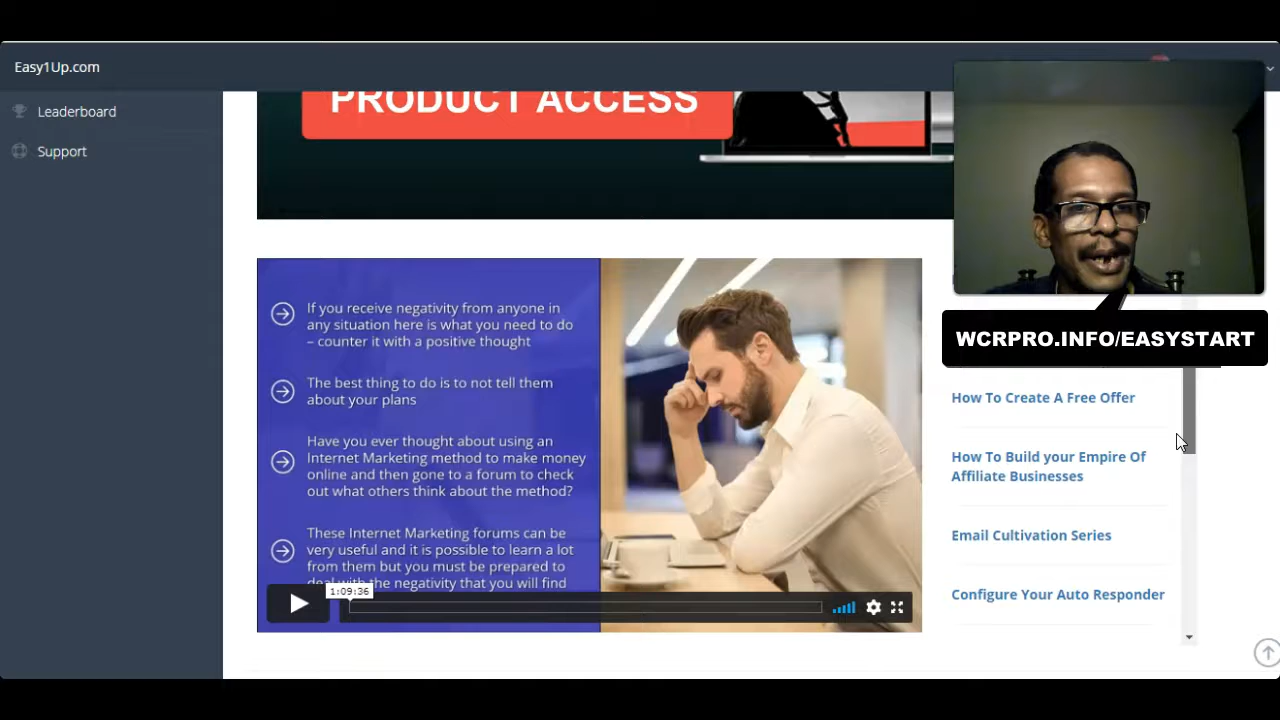 Easy1Up.com
Leaderboard
Support
PRODUCT ACCESS
If you receive negativity from anyone in
any situation here is what you need to do
– counter it with a positive thought
The best thing to do is to not tell them
about your plans
Have you ever thought about using an
Internet Marketing method to make money
online and then gone to a forum to check
out what others think about the method?
These Internet Marketing forums can be
very useful and it is possible to learn a lot
from them but you must be prepared to
deal with the negativity that you will find
1:09:36
WCRPRO.INFO/EASYSTART
How To Create A Free Offer
How To Build your Empire Of
Affiliate Businesses
Email Cultivation Series
Configure Your Auto Responder